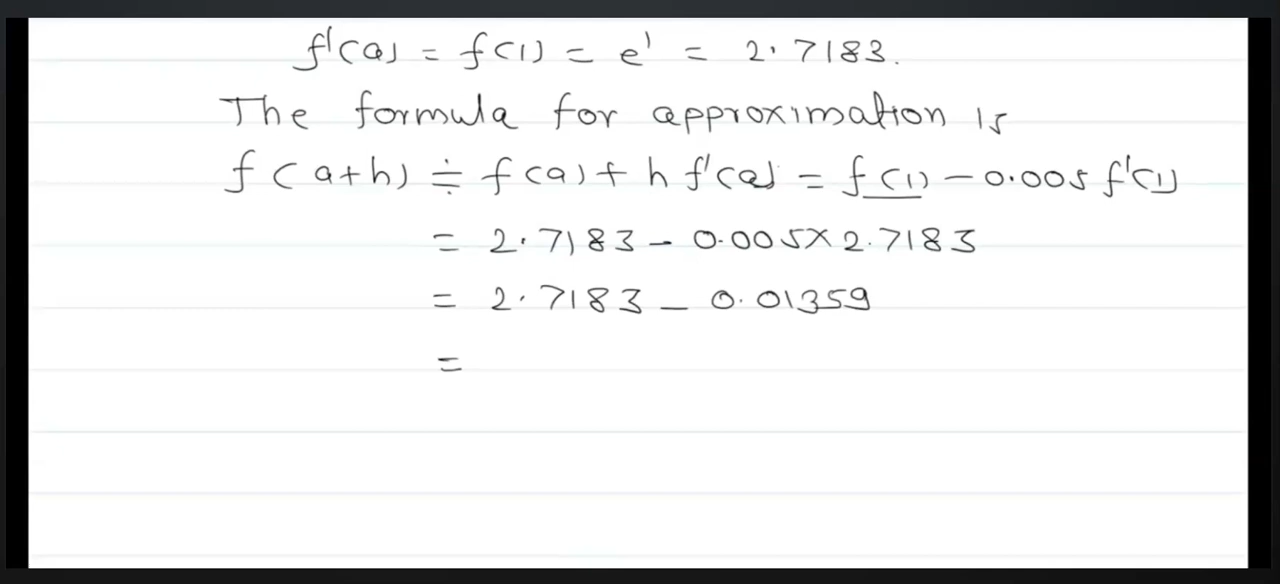 f'(a) = f(1) = e¹ = 2.7183.
The formula for approximation is
f(a+h) ≑ f(a) + h f'(a) = f(1) – 0.005 f'(1)
= 2.7183 – 0.005 × 2.7183
= 2.7183 – 0.01359
=